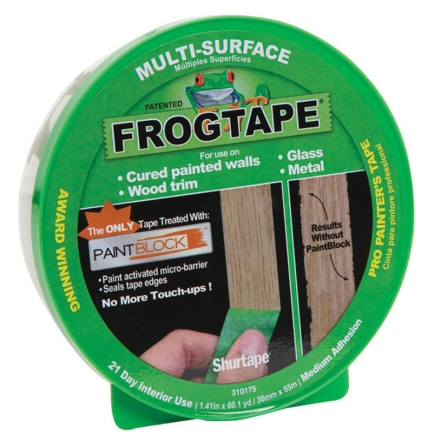 MULTI-SURFACE
Múltiples Superficies
PATENTED
FROGTAPE®
For use on
• Cured painted walls
• Wood trim
• Glass
• Metal
AWARD WINNING
The ONLY Tape Treated With:
PAINTBLOCK®
•Paint activated micro-barrier
•Seals tape edges
No More Touch-ups !
Results
Without
PaintBlock
PRO PAINTER'S TAPE
Cinta para pintore professional
Shurtape®
310175
21 Day Interior Use | 1.41in x 60.1 yd | 36mm x 55m | Medium Adhesion